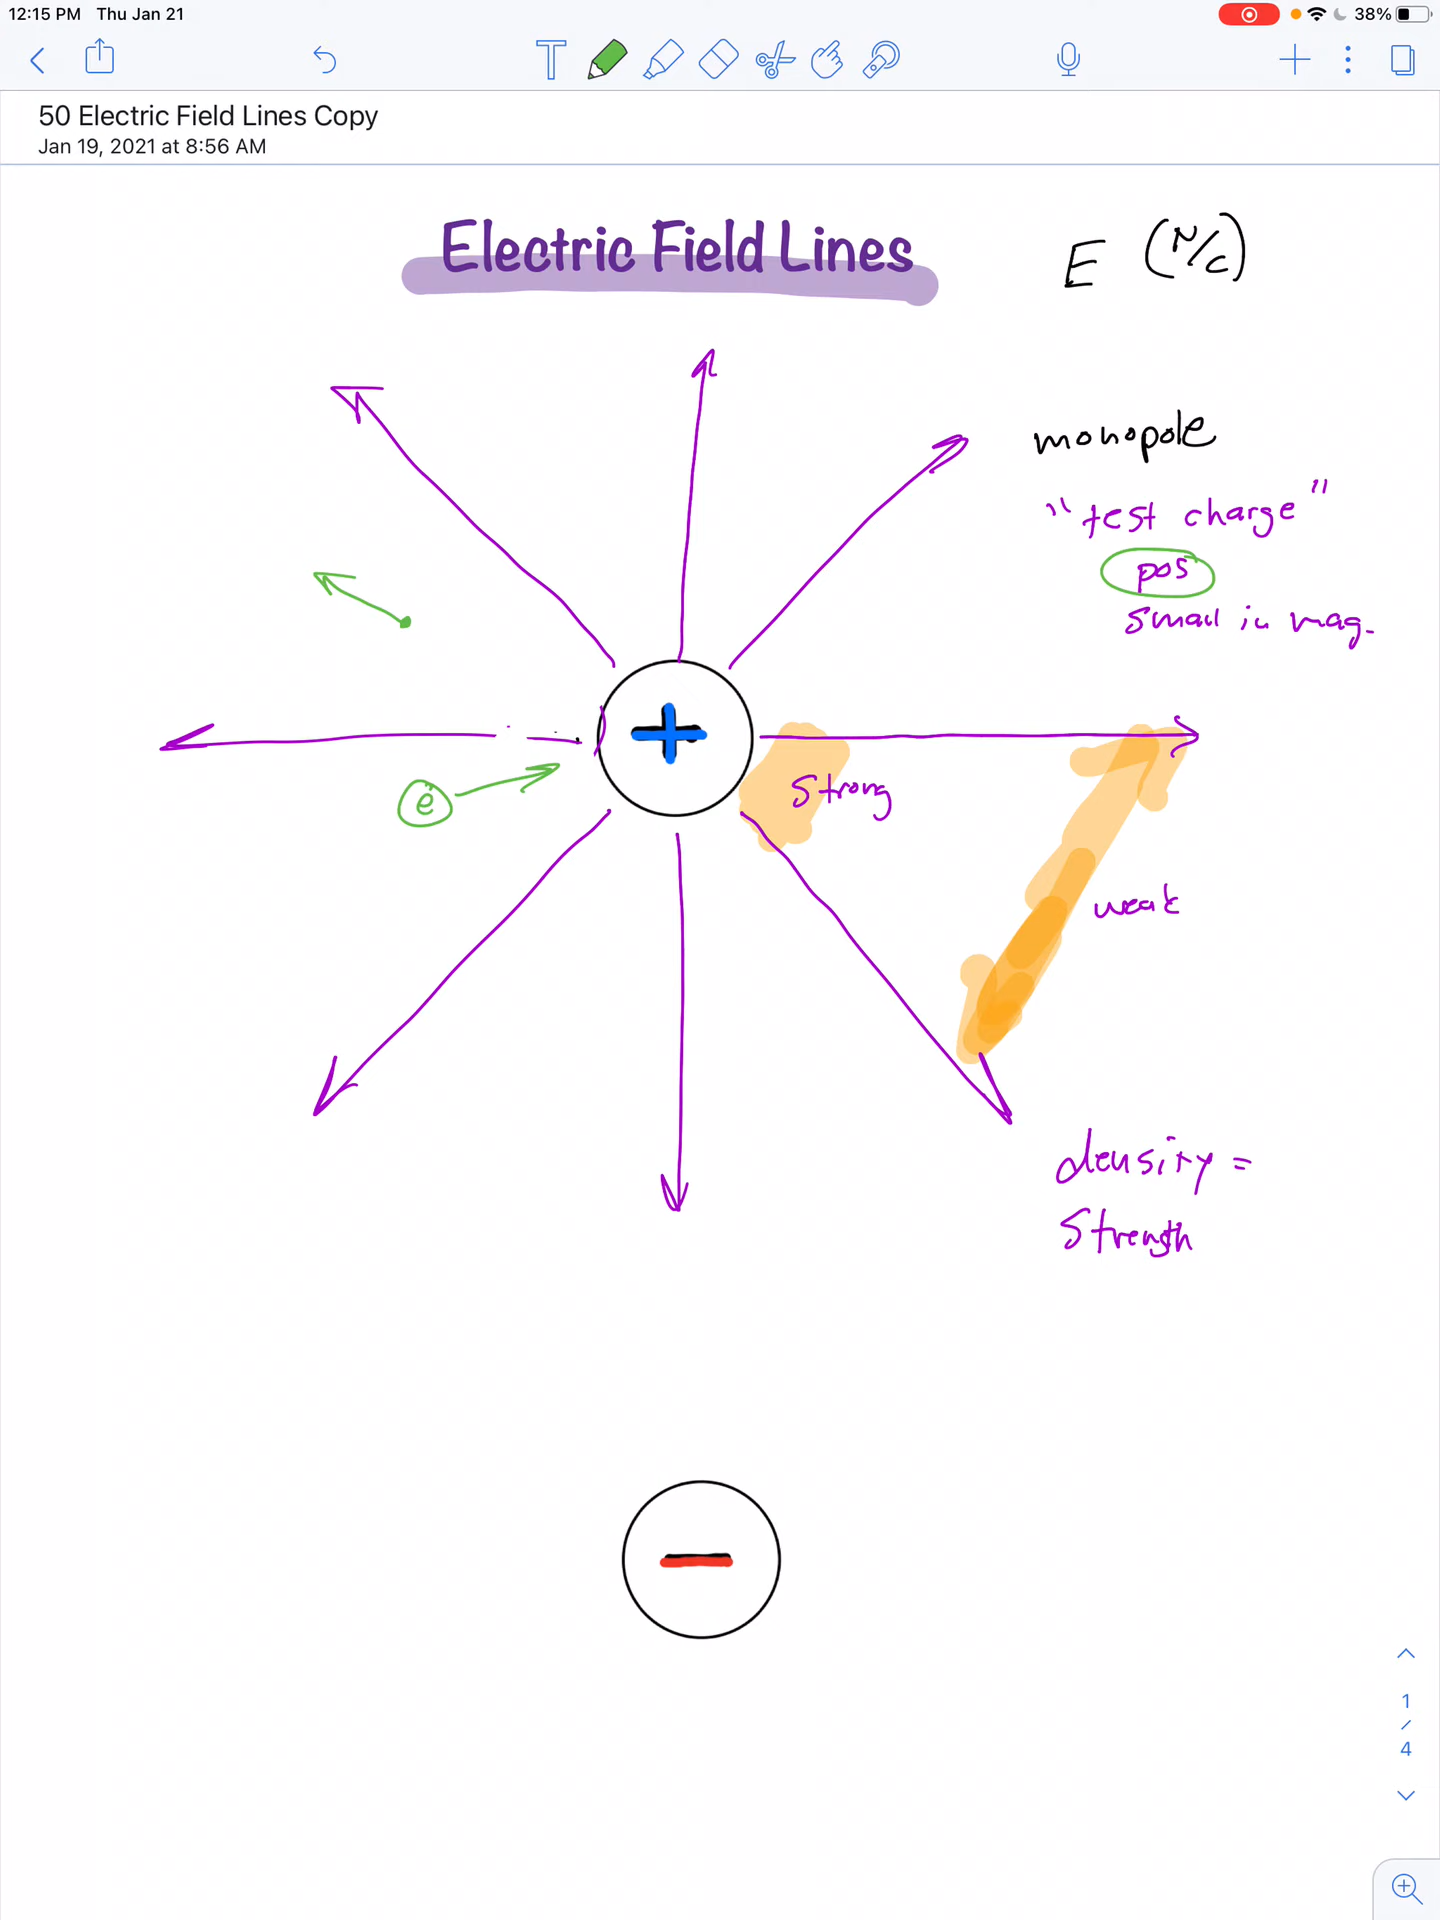 12:15 PM Thu Jan 21
38%
T
50 Electric Field Lines Copy
Jan 19, 2021 at 8:56 AM
Electric Field Lines
E (N/C)
monopole
"test charge"
pos
small in mag.
+
e
Strong
weak
density =
Strength
−
1
/
4